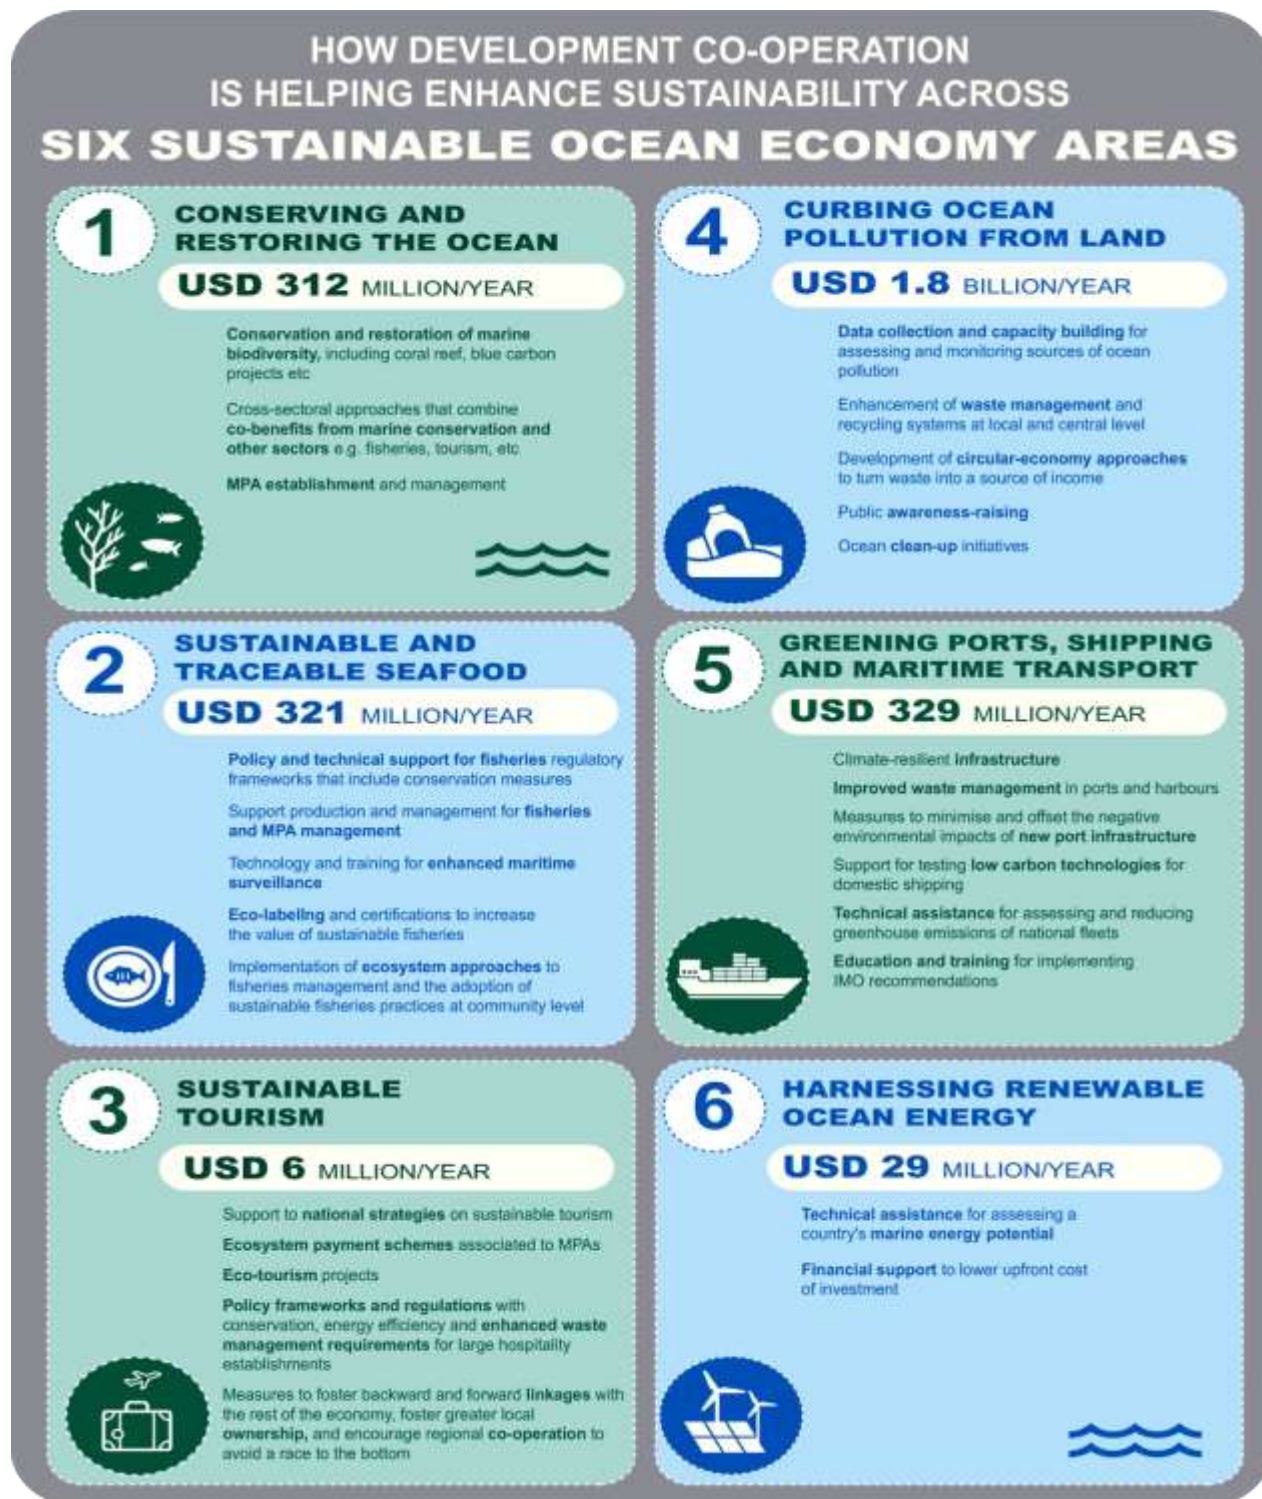 HOW DEVELOPMENT CO-OPERATION
IS HELPING ENHANCE SUSTAINABILITY ACROSS
SIX SUSTAINABLE OCEAN ECONOMY AREAS
1
CONSERVING AND
RESTORING THE OCEAN
USD 312 MILLION/YEAR
Conservation and restoration of marine
biodiversity, including coral reef, blue carbon
projects etc
Cross-sectoral approaches that combine
co-benefits from marine conservation and
other sectors e.g. fisheries, tourism, etc
MPA establishment and management
2
SUSTAINABLE AND
TRACEABLE SEAFOOD
USD 321 MILLION/YEAR
Policy and technical support for fisheries regulatory
frameworks that include conservation measures
Support production and management for fisheries
and MPA management
Technology and training for enhanced maritime
surveillance
Eco-labeling and certifications to increase
the value of sustainable fisheries
Implementation of ecosystem approaches to
fisheries management and the adoption of
sustainable fisheries practices at community level
3
SUSTAINABLE
TOURISM
USD 6 MILLION/YEAR
Support to national strategies on sustainable tourism
Ecosystem payment schemes associated to MPAs
Eco-tourism projects
Policy frameworks and regulations with
conservation, energy efficiency and enhanced waste
management requirements for large hospitality
establishments
Measures to foster backward and forward linkages with
the rest of the economy, foster greater local
ownership, and encourage regional co-operation to
avoid a race to the bottom
4
CURBING OCEAN
POLLUTION FROM LAND
USD 1.8 BILLION/YEAR
Data collection and capacity building for
assessing and monitoring sources of ocean
pollution
Enhancement of waste management and
recycling systems at local and central level
Development of circular-economy approaches
to turn waste into a source of income
Public awareness-raising
Ocean clean-up initiatives
5
GREENING PORTS, SHIPPING
AND MARITIME TRANSPORT
USD 329 MILLION/YEAR
Climate-resilient infrastructure
Improved waste management in ports and harbours
Measures to minimise and offset the negative
environmental impacts of new port infrastructure
Support for testing low carbon technologies for
domestic shipping
Technical assistance for assessing and reducing
greenhouse emissions of national fleets
Education and training for implementing
IMO recommendations
6
HARNESSING RENEWABLE
OCEAN ENERGY
USD 29 MILLION/YEAR
Technical assistance for assessing a
country's marine energy potential
Financial support to lower upfront cost
of investment